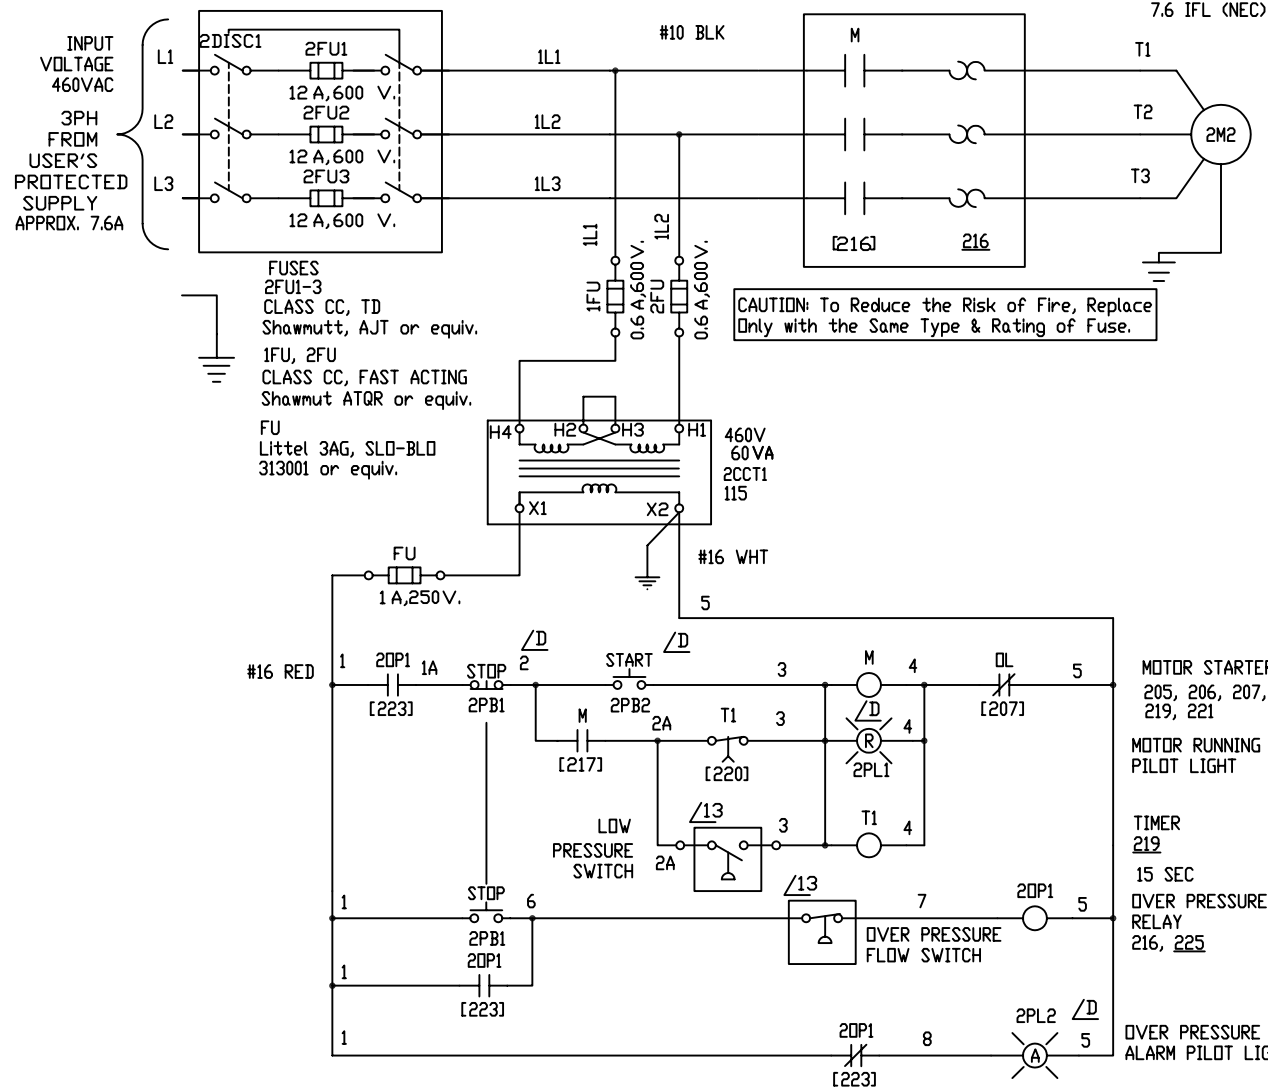 7.6 IFL (NEC)
INPUT
VOLTAGE
460VAC
3PH
FROM
USER'S
PROTECTED
SUPPLY
APPROX. 7.6A
L1
L2
L3
2DISC1
2FU1
12 A,600 V.
2FU2
12 A,600 V.
2FU3
12 A,600 V.
1L1
1L2
1L3
#10 BLK
M
[216]
216
T1
T2
T3
2M2
FUSES
2FU1-3
CLASS CC, TD
Shawmutt, AJT or equiv.
1FU, 2FU
CLASS CC, FAST ACTING
Shawmut ATQR or equiv.
FU
Littel 3AG, SLO-BLO
313001 or equiv.
1L1
1FU
0.6 A,600V.
1L2
2FU
0.6 A,600V.
CAUTION: To Reduce the Risk of Fire, Replace
Only with the Same Type & Rating of Fuse.
H4 H2 H3 H1
X1 X2
460V
60VA
2CCT1
115
FU
1 A,250V.
#16 WHT
5
#16 RED
1 2OP1 1A STOP 2 /D START /D 3 M 4 OL 5
[223] 2PB1 2PB2 [207]
MOTOR STARTER
205, 206, 207,
219, 221
M 2A T1 3 /D R 4
[217] [220] 2PL1
MOTOR RUNNING
PILOT LIGHT
LOW
PRESSURE
SWITCH
2A /13 3 T1 4
TIMER
219
15 SEC
1 STOP 6 /13 7 2OP1 5
2PB1
OVER PRESSURE
FLOW SWITCH
OVER PRESSURE
RELAY
216, 225
1 2OP1
[223]
1 2OP1 8 2PL2 A /D 5
[223]
OVER PRESSURE
ALARM PILOT